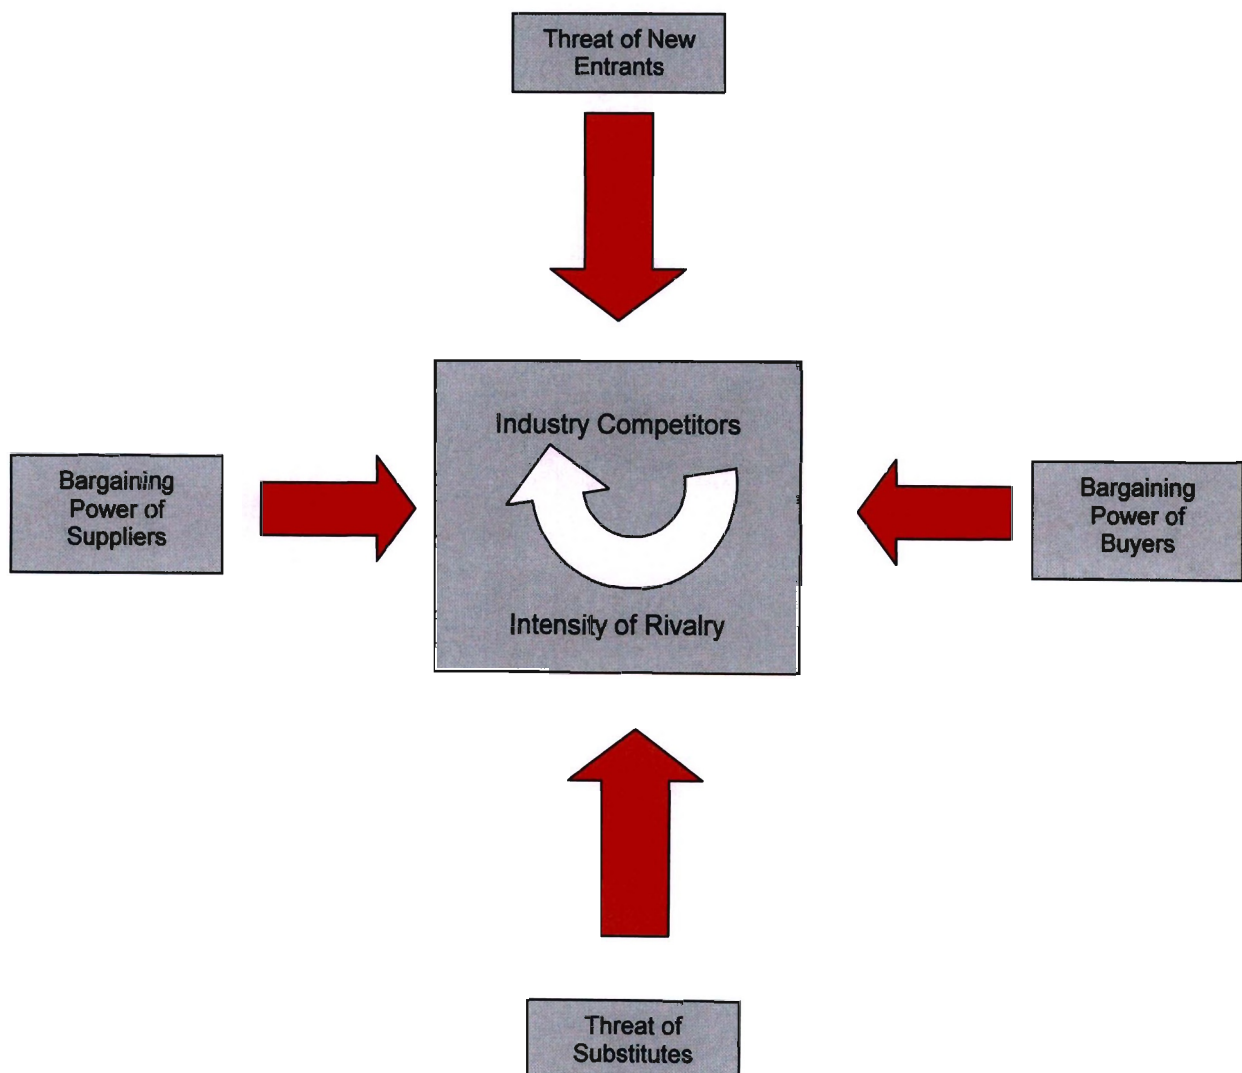 Threat of New
Entrants
Industry Competitors
Bargaining
Power of
Suppliers
Bargaining
Power of
Buyers
Intensity of Rivalry
Threat of
Substitutes